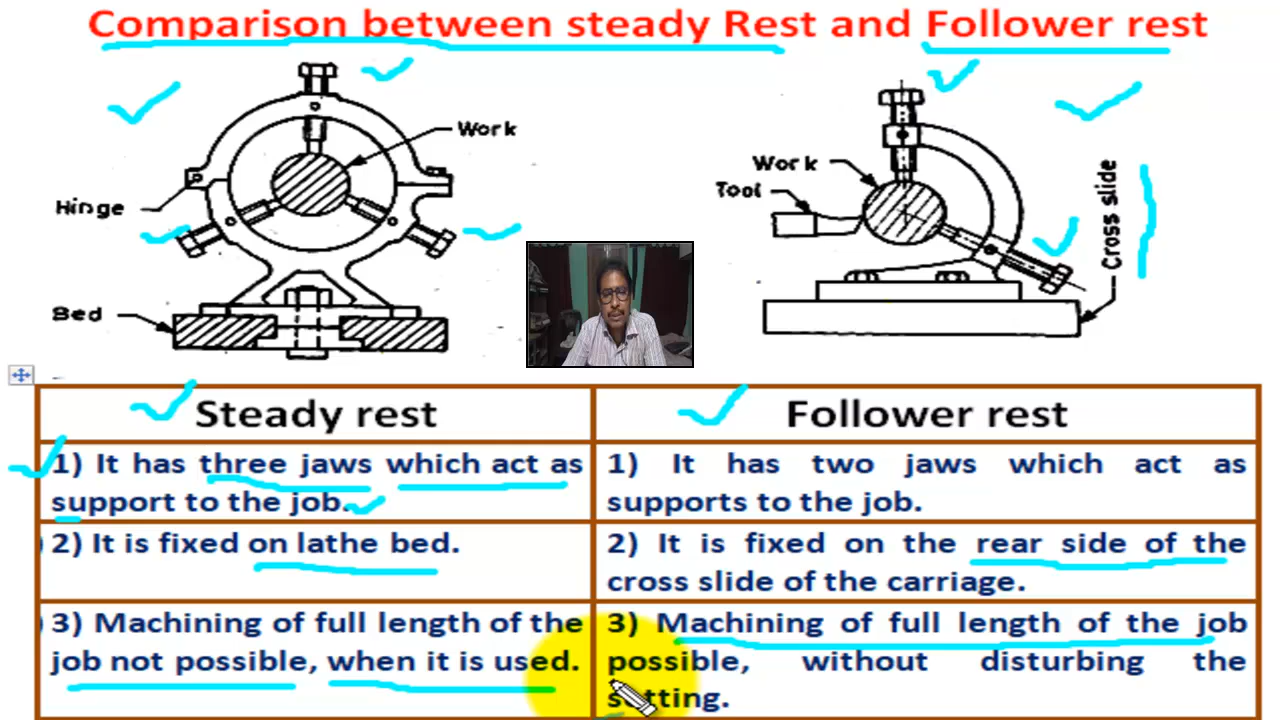 Comparison between steady Rest and Follower rest
Work
Hinge
Bed
Work
Tool
Cross slide
Steady rest
Follower rest
1) It has three jaws which act as
support to the job.
1) It has two jaws which act as
supports to the job.
2) It is fixed on lathe bed.
2) It is fixed on the rear side of the
cross slide of the carriage.
3) Machining of full length of the
job not possible, when it is used.
3) Machining of full length of the job
possible, without disturbing the
setting.